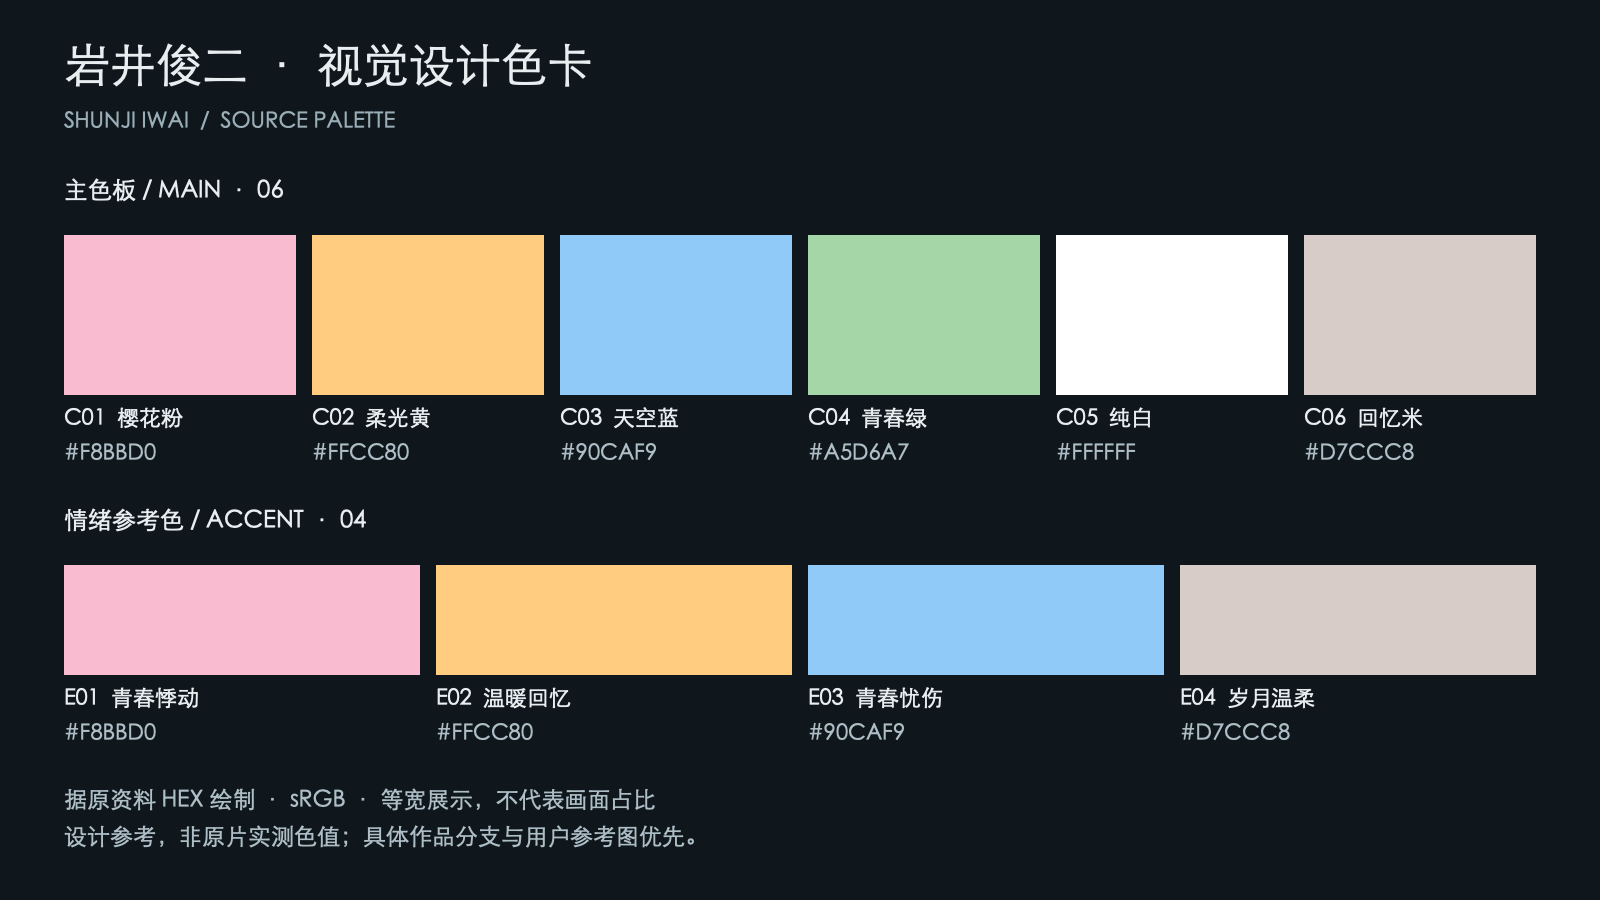 岩井俊二 · 视觉设计色卡
SHUNJI IWAI / SOURCE PALETTE
主色板 / MAIN · 06
C01 樱花粉
#F8BBD0
C02 柔光黄
#FFCC80
C03 天空蓝
#90CAF9
C04 青春绿
#A5D6A7
C05 纯白
#FFFFFF
C06 回忆米
#D7CCC8
情绪参考色 / ACCENT · 04
E01 青春悸动
#F8BBD0
E02 温暖回忆
#FFCC80
E03 青春忧伤
#90CAF9
E04 岁月温柔
#D7CCC8
据原资料 HEX 绘制 · sRGB · 等宽展示，不代表画面占比
设计参考，非原片实测色值；具体作品分支与用户参考图优先。